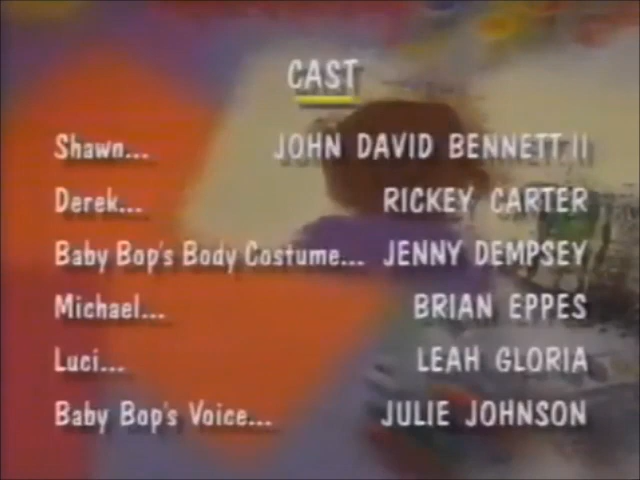 CAST
Shawn... JOHN DAVID BENNETT II
Derek... RICKEY CARTER
Baby Bop's Body Costume... JENNY DEMPSEY
Michael... BRIAN EPPES
Luci... LEAH GLORIA
Baby Bop's Voice... JULIE JOHNSON